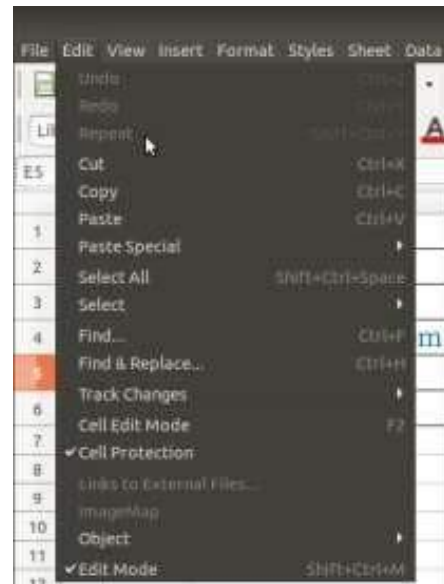 File Edit View Insert Format Styles Sheet Data
Undo Ctrl+Z
Redo
Repeat Shift+Ctrl+Y
E5
Cut Ctrl+X
Copy Ctrl+C
Paste Ctrl+V
1
Paste Special
2
Select All Shift+Ctrl+Space
3
Select
4
Find... Ctrl+F
m
5
Find & Replace... Ctrl+H
Track Changes
6
Cell Edit Mode F2
7
Cell Protection
8
Links to External Files...
9
ImageMap
10
Object
11
Edit Mode Shift+Ctrl+M